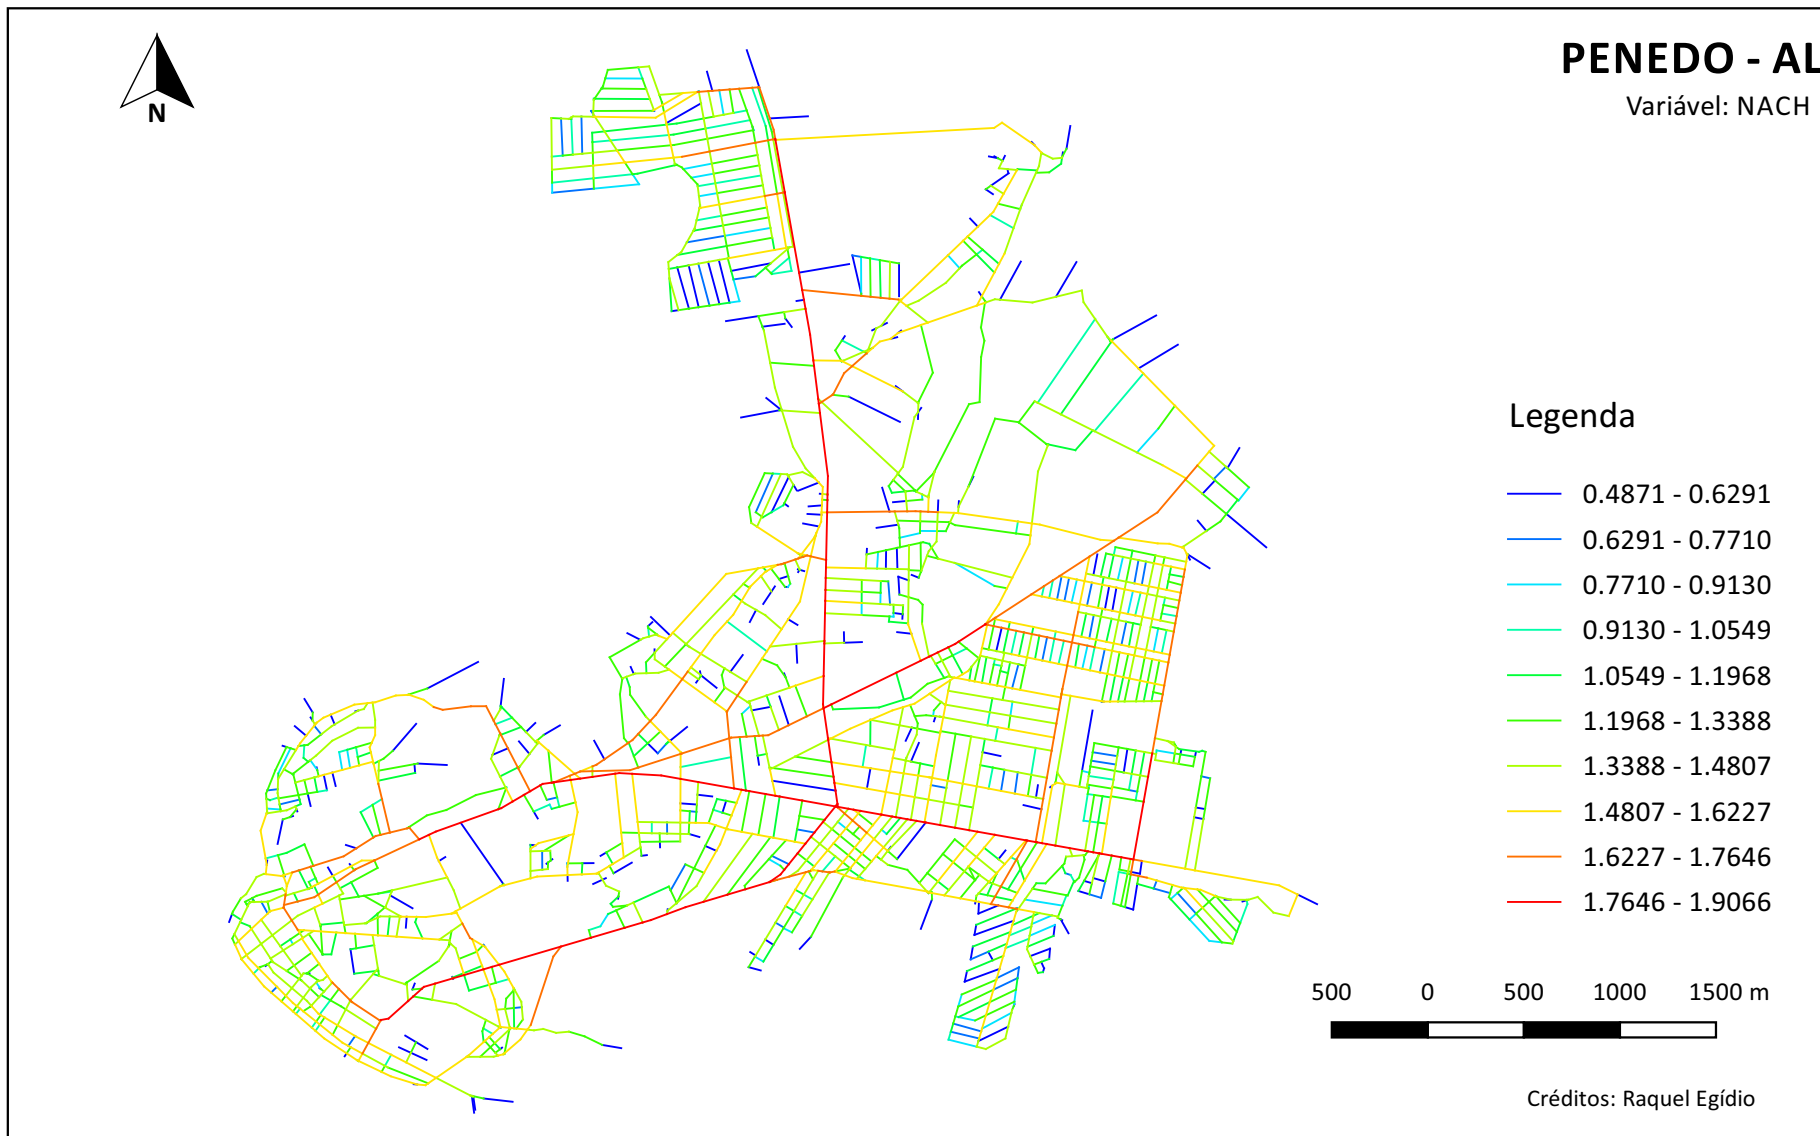 N
PENEDO - AL
Variável: NACH
Legenda
0.4871 - 0.6291
0.6291 - 0.7710
0.7710 - 0.9130
0.9130 - 1.0549
1.0549 - 1.1968
1.1968 - 1.3388
1.3388 - 1.4807
1.4807 - 1.6227
1.6227 - 1.7646
1.7646 - 1.9066
500 0 500 1000 1500 m
Créditos: Raquel Egídio